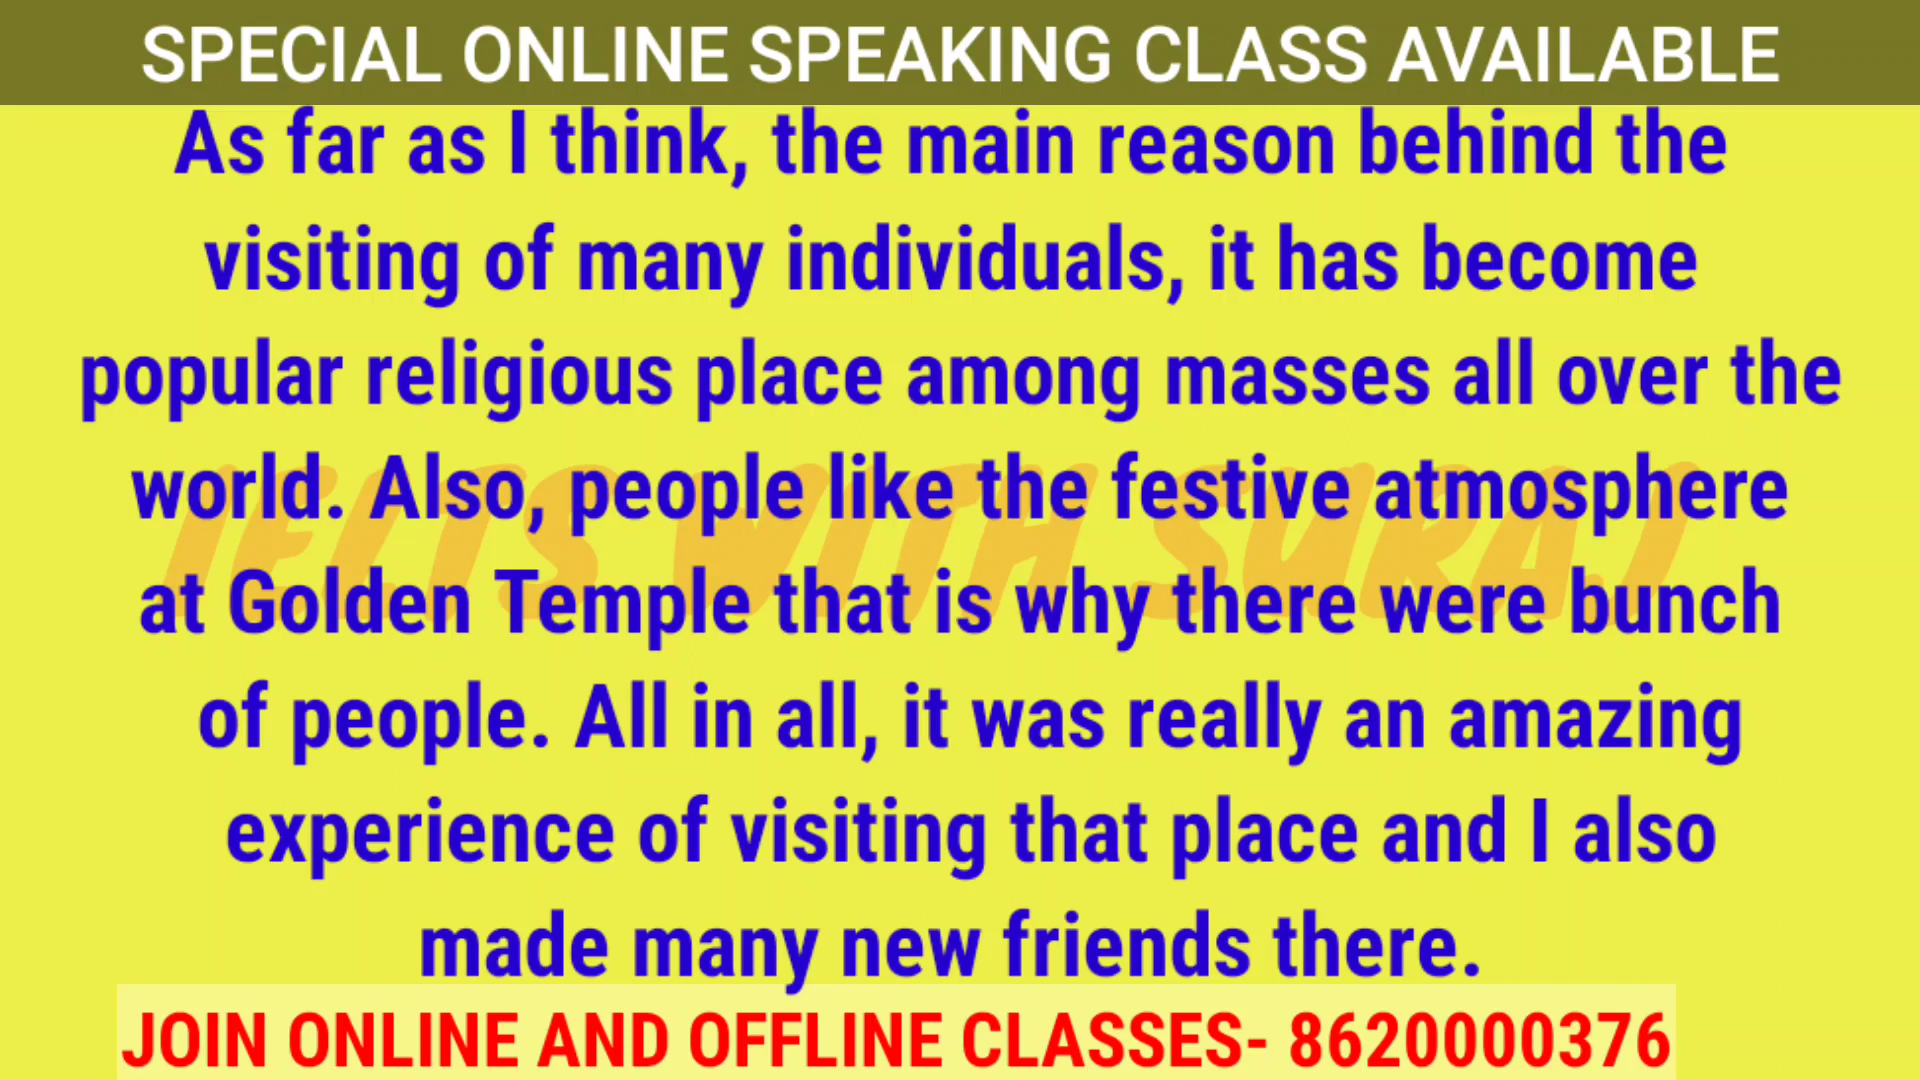 SPECIAL ONLINE SPEAKING CLASS AVAILABLE
As far as I think, the main reason behind the
visiting of many individuals, it has become
popular religious place among masses all over the
world. Also, people like the festive atmosphere
IELTS WITH SURAJ
at Golden Temple that is why there were bunch
of people. All in all, it was really an amazing
experience of visiting that place and I also
made many new friends there.
JOIN ONLINE AND OFFLINE CLASSES- 8620000376